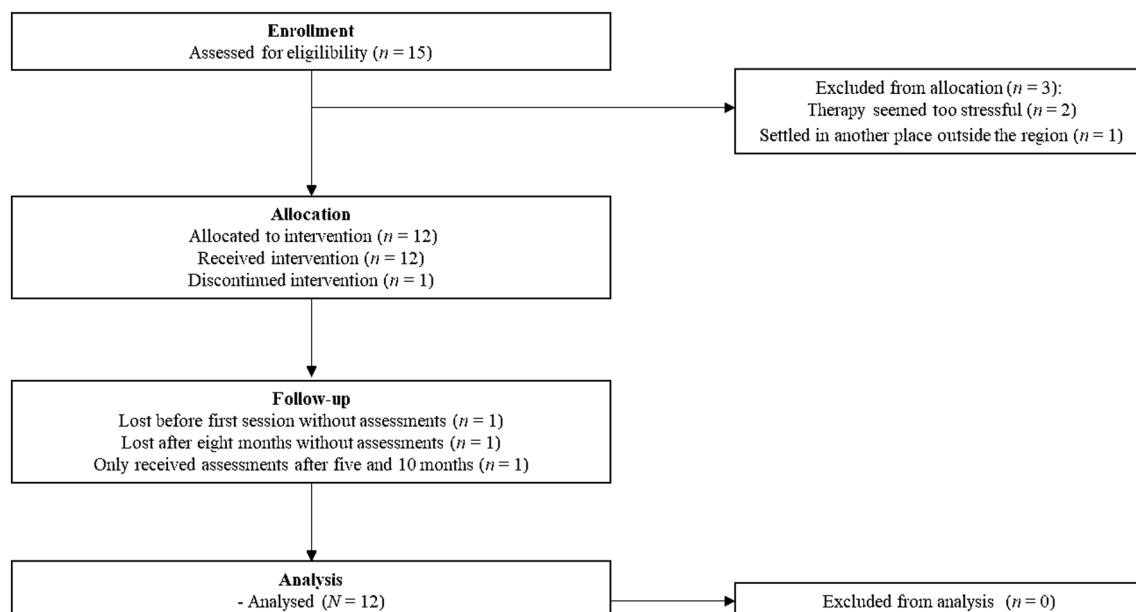 Enrollment
Assessed for eligilibility (n = 15)
Excluded from allocation (n = 3):
Therapy seemed too stressful (n = 2)
Settled in another place outside the region (n = 1)
Allocation
Allocated to intervention (n = 12)
Received intervention (n = 12)
Discontinued intervention (n = 1)
Follow-up
Lost before first session without assessments (n = 1)
Lost after eight months without assessments (n = 1)
Only received assessments after five and 10 months (n = 1)
Analysis
- Analysed (N = 12)
Excluded from analysis (n = 0)